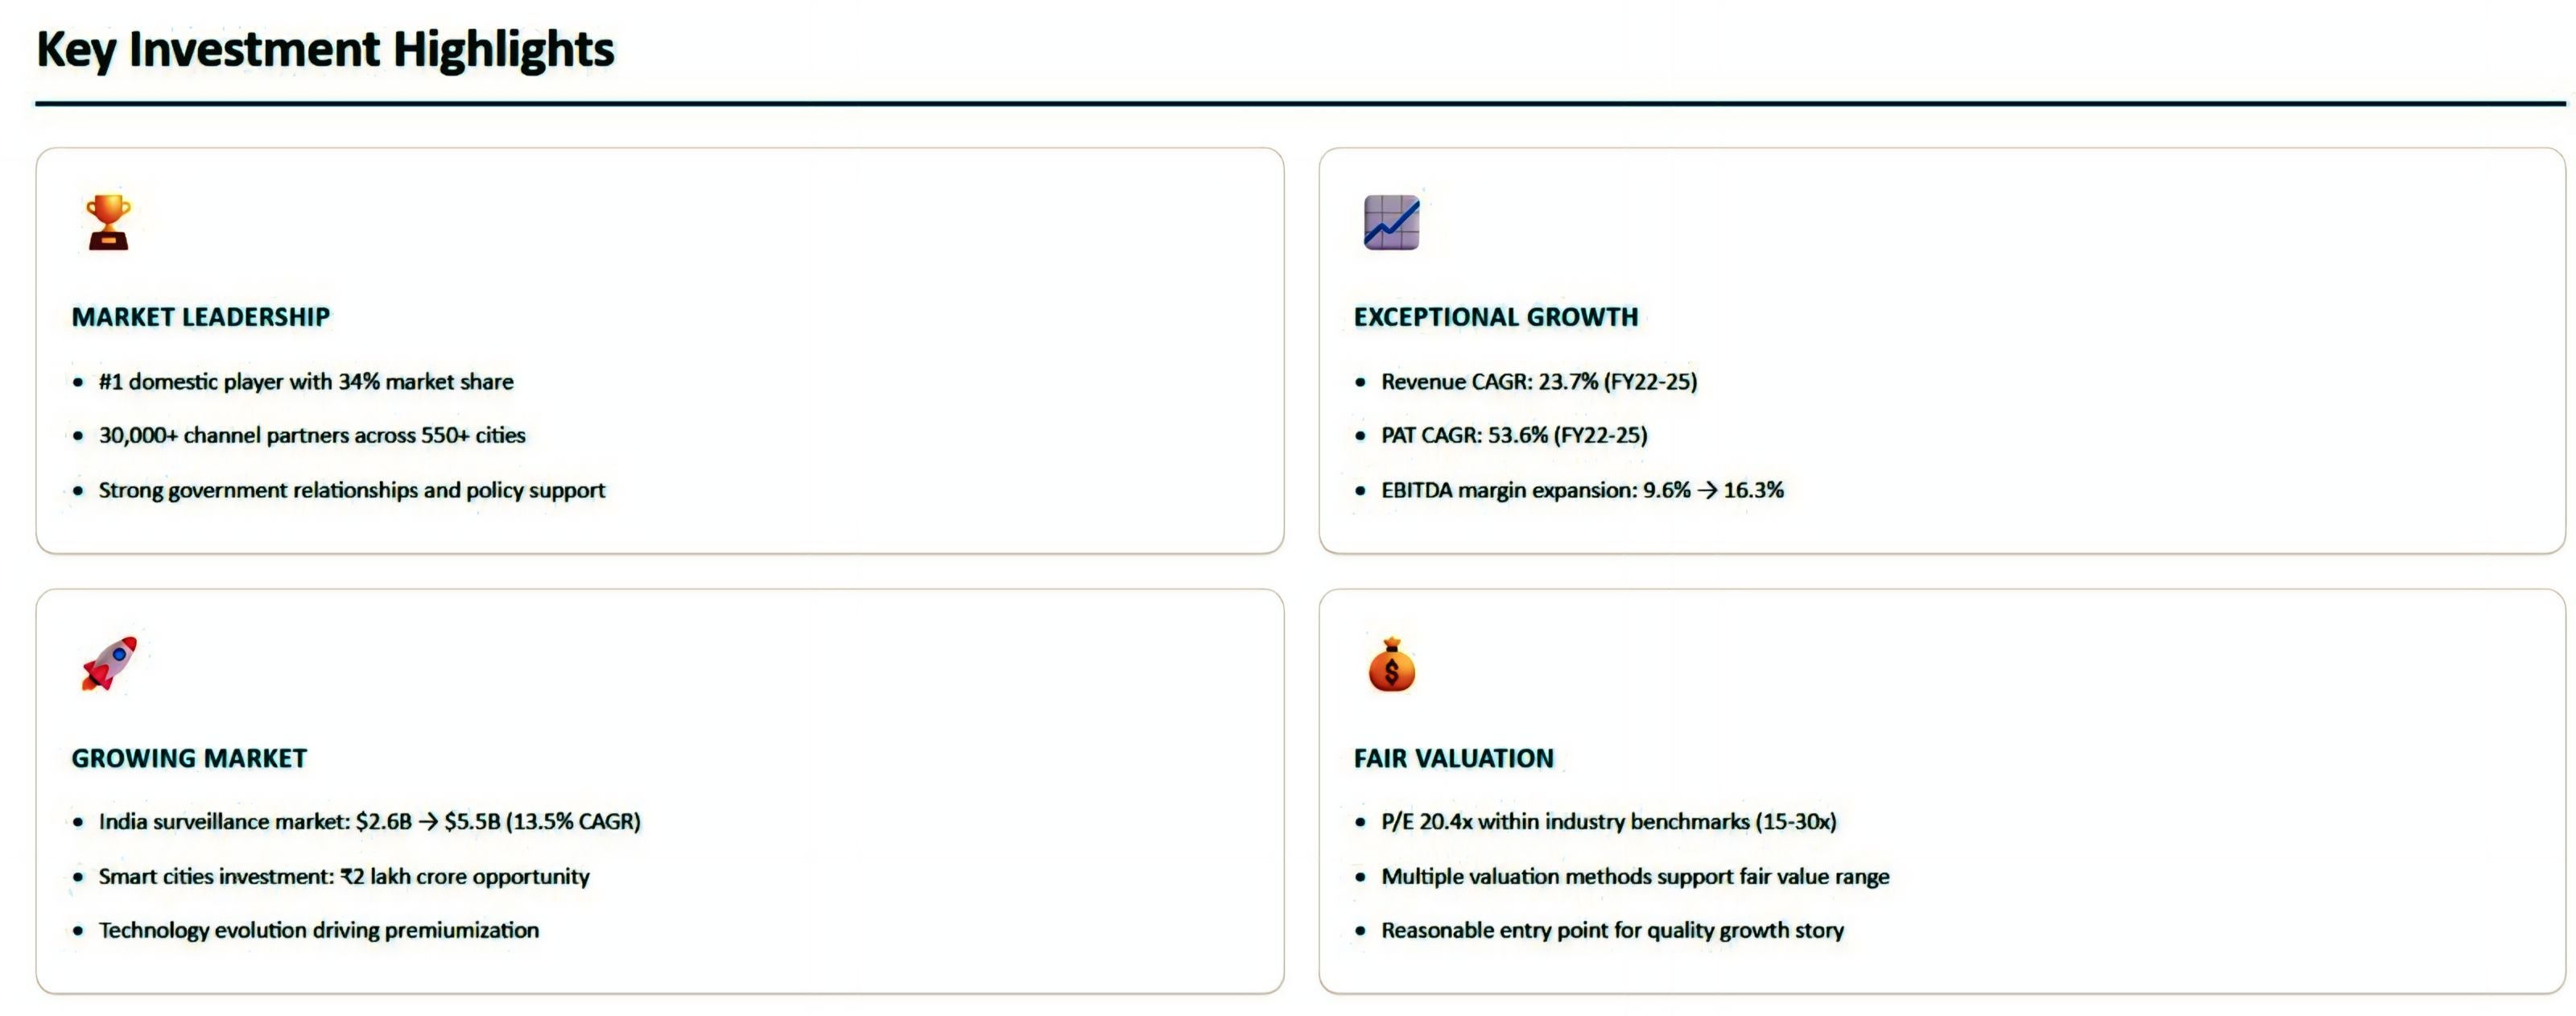 Key Investment Highlights
MARKET LEADERSHIP
• #1 domestic player with 34% market share
• 30,000+ channel partners across 550+ cities
• Strong government relationships and policy support
EXCEPTIONAL GROWTH
• Revenue CAGR: 23.7% (FY22-25)
• PAT CAGR: 53.6% (FY22-25)
• EBITDA margin expansion: 9.6% → 16.3%
GROWING MARKET
• India surveillance market: $2.6B → $5.5B (13.5% CAGR)
• Smart cities investment: ₹2 lakh crore opportunity
• Technology evolution driving premiumization
$
FAIR VALUATION
• P/E 20.4x within industry benchmarks (15-30x)
• Multiple valuation methods support fair value range
• Reasonable entry point for quality growth story